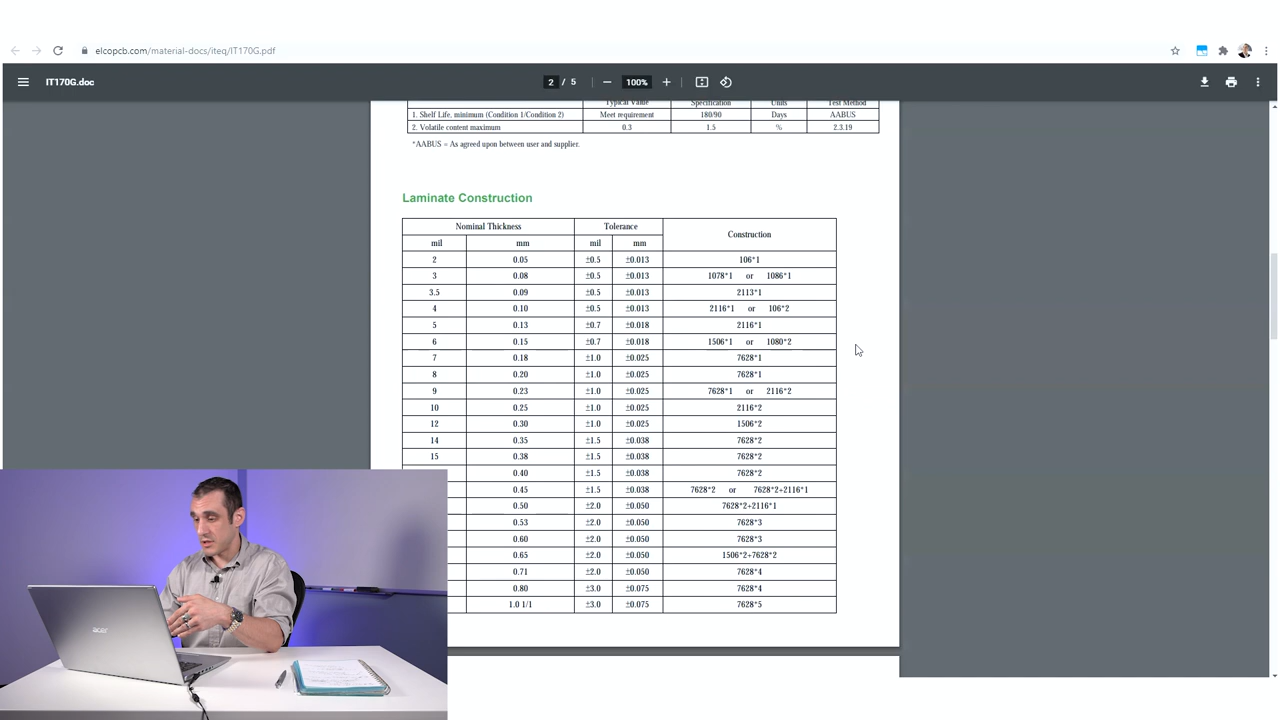 elcopcb.com/material-docs/iteq/IT170G.pdf
IT170G.doc
2 / 5
100%
Typical Value Specification Units Test Method
1. Shelf Life, minimum (Condition 1/Condition 2) Meet requirement 180/90 Days AABUS
2. Volatile content maximum 0.3 1.5 % 2.3.19
*AABUS = As agreed upon between user and supplier.
Laminate Construction
Nominal Thickness Tolerance Construction
mil mm mil mm
2 0.05 ±0.5 ±0.013 106*1
3 0.08 ±0.5 ±0.013 1078*1 or 1086*1
3.5 0.09 ±0.5 ±0.013 2113*1
4 0.10 ±0.5 ±0.013 2116*1 or 106*2
5 0.13 ±0.7 ±0.018 2116*1
6 0.15 ±0.7 ±0.018 1506*1 or 1080*2
7 0.18 ±1.0 ±0.025 7628*1
8 0.20 ±1.0 ±0.025 7628*1
9 0.23 ±1.0 ±0.025 7628*1 or 2116*2
10 0.25 ±1.0 ±0.025 2116*2
12 0.30 ±1.0 ±0.025 1506*2
14 0.35 ±1.5 ±0.038 7628*2
15 0.38 ±1.5 ±0.038 7628*2
0.40 ±1.5 ±0.038 7628*2
0.45 ±1.5 ±0.038 7628*2 or 7628*2+2116*1
0.50 ±2.0 ±0.050 7628*2+2116*1
0.53 ±2.0 ±0.050 7628*3
0.60 ±2.0 ±0.050 7628*3
0.65 ±2.0 ±0.050 1506*2+7628*2
0.71 ±2.0 ±0.050 7628*4
0.80 ±3.0 ±0.075 7628*4
1.0 1/1 ±3.0 ±0.075 7628*5
acer